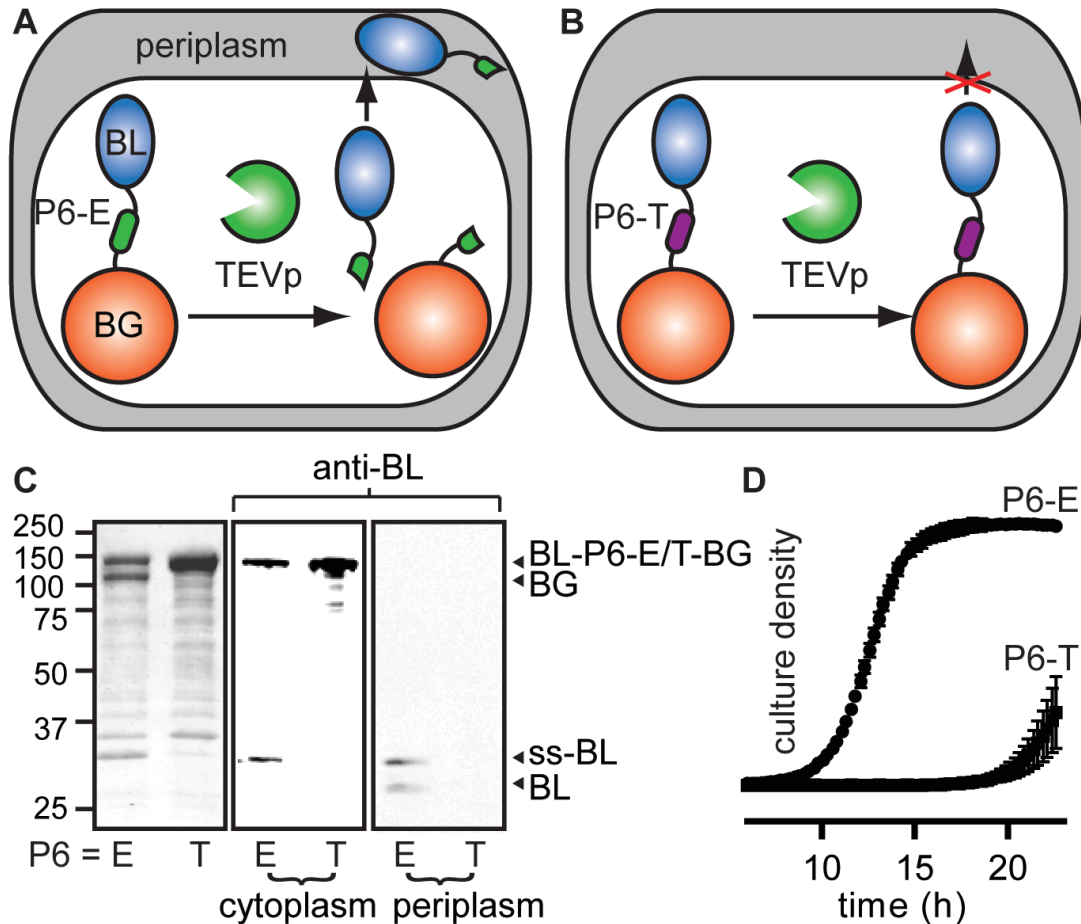 A
periplasm
BL
P6-E
TEVp
BG
B
P6-T
TEVp
C
anti-BL
250
150
100
75
50
37
25
BL-P6-E/T-BG
BG
ss-BL
BL
P6 = E T E T E T
cytoplasm periplasm
D
culture density
P6-E
P6-T
10 15 20
time (h)